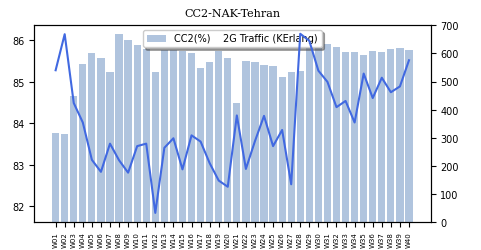 CC2-NAK-Tehran
CC2(%) 2G Traffic (KErlang)
86
85
84
83
82
700
600
500
400
300
200
100
0
W01
W02
W03
W04
W05
W06
W07
W08
W09
W10
W11
W12
W13
W14
W15
W16
W17
W18
W19
W20
W21
W22
W23
W24
W25
W26
W27
W28
W29
W30
W31
W32
W33
W34
W35
W36
W37
W38
W39
W40